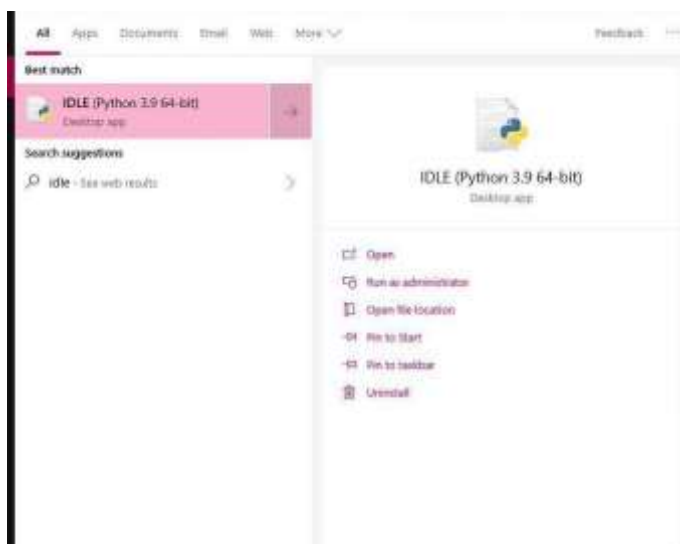 All Apps Documents Email Web More Feedback ...
Best match
IDLE (Python 3.9 64-bit)
Desktop app
Search suggestions
idle - See web results
IDLE (Python 3.9 64-bit)
Desktop app
Open
Run as administrator
Open file location
Pin to Start
Pin to taskbar
Uninstall